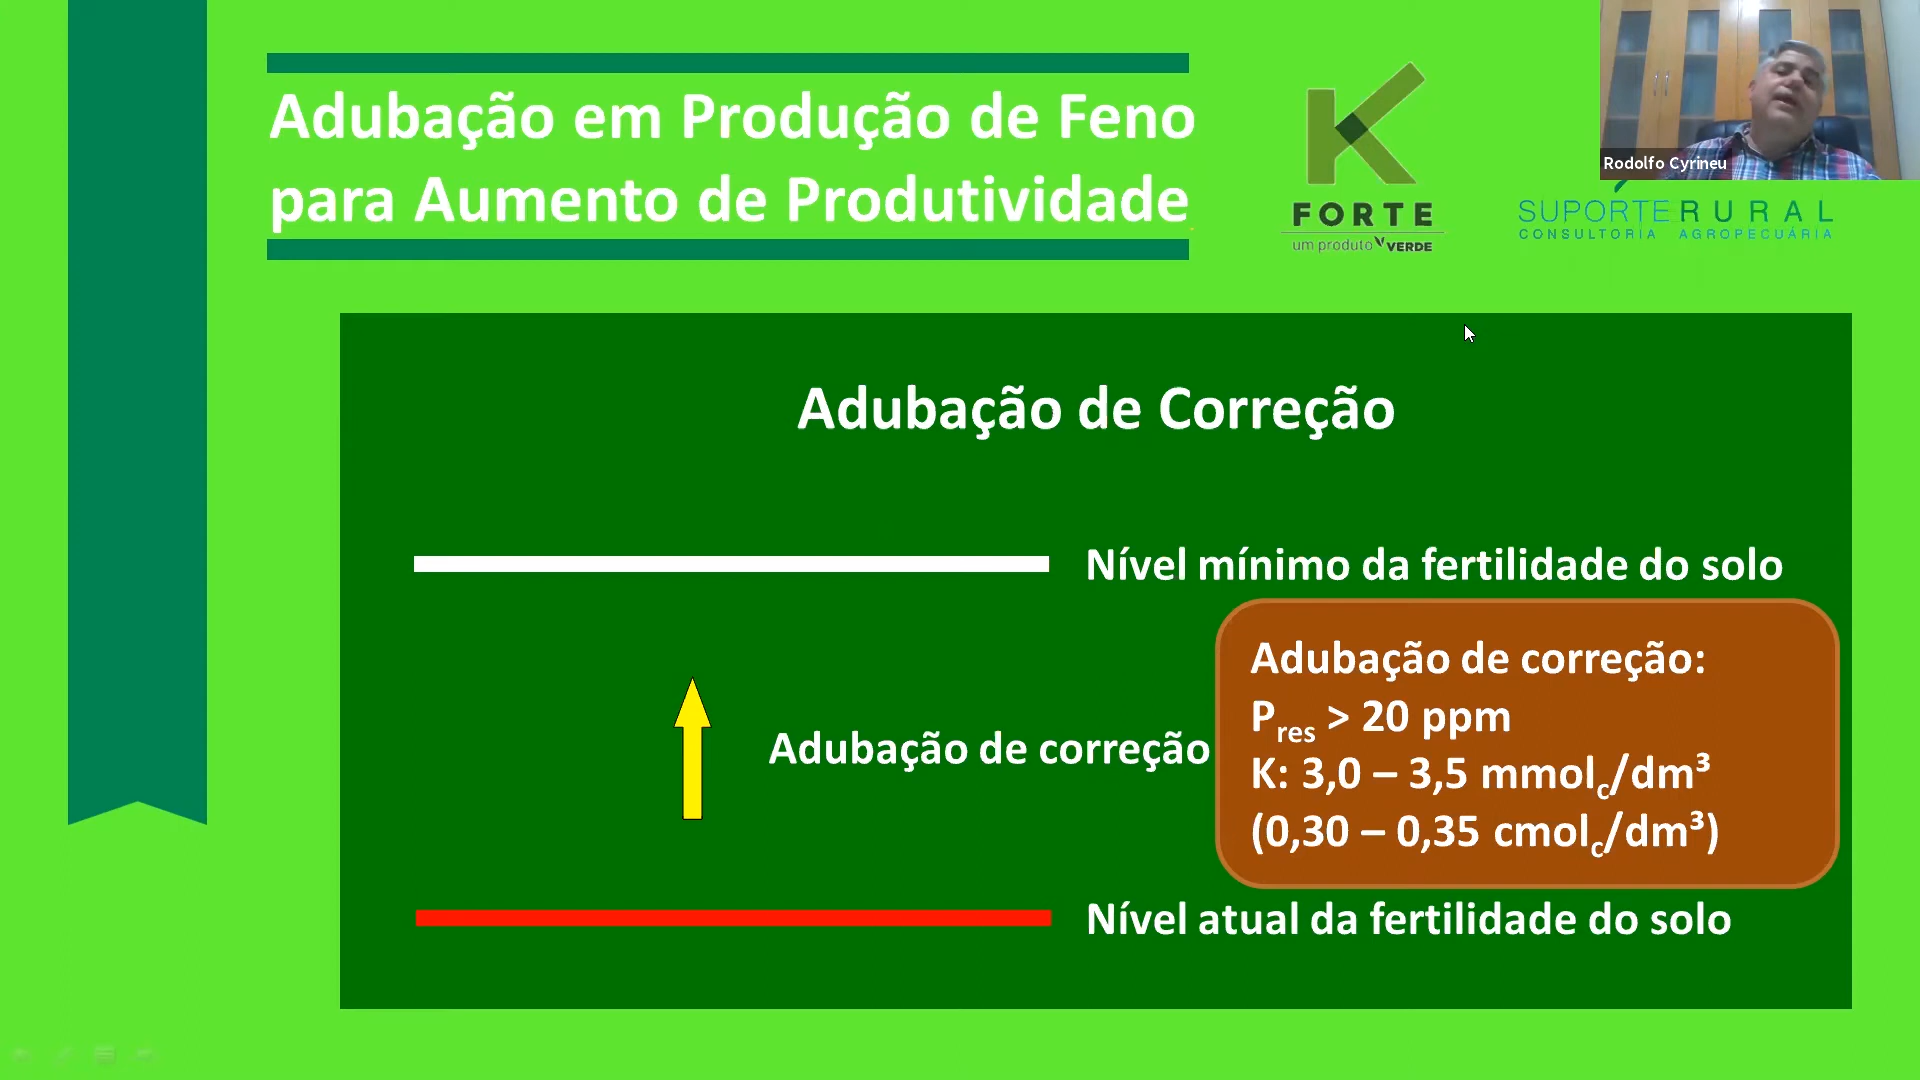 Adubação em Produção de Feno
para Aumento de Produtividade
K
FORTE
um produto VERDE
Rodolfo Cyrineu
SUPORTERURAL
CONSULTORIA AGROPECUÁRIA
Adubação de Correção
Nível mínimo da fertilidade do solo
Adubação de correção
Adubação de correção:
Pres > 20 ppm
K: 3,0 – 3,5 mmolc/dm³
(0,30 – 0,35 cmolc/dm³)
Nível atual da fertilidade do solo